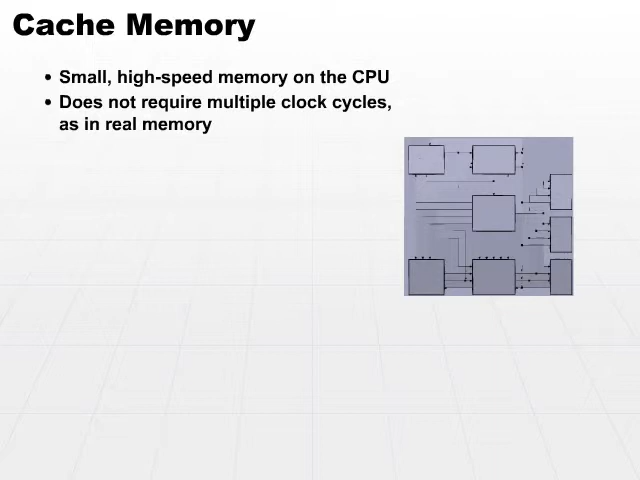 Cache Memory
• Small, high-speed memory on the CPU
• Does not require multiple clock cycles,
as in real memory